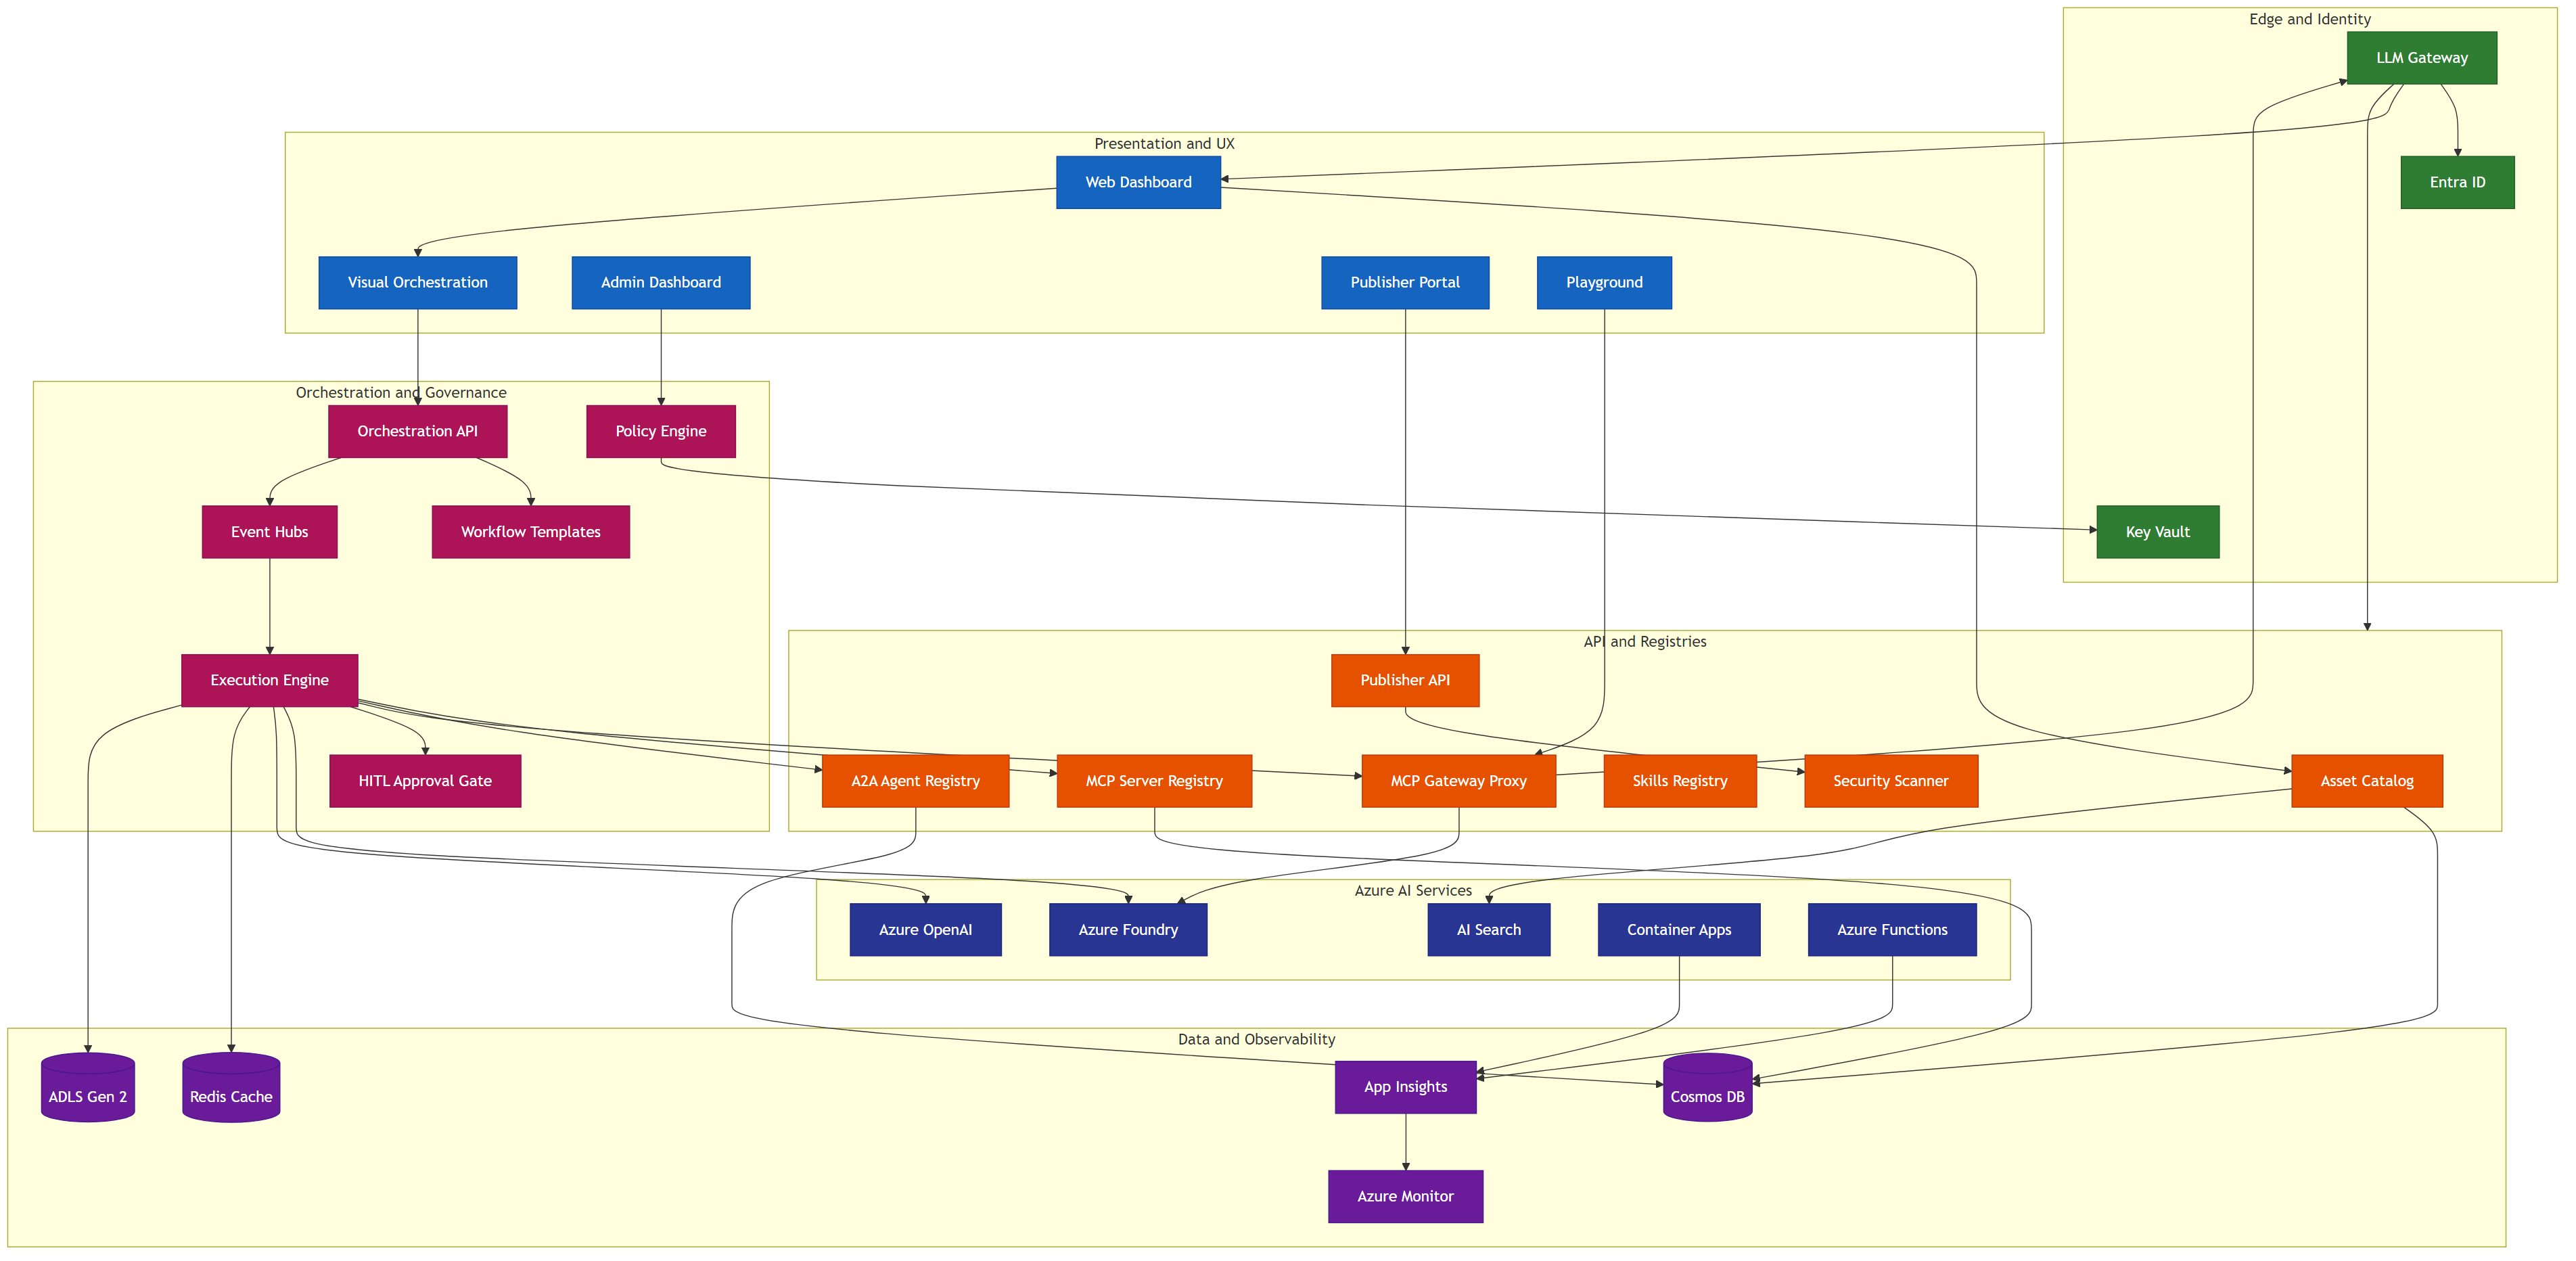 Edge and Identity
LLM Gateway
Presentation and UX
Web Dashboard
Entra ID
Visual Orchestration
Admin Dashboard
Publisher Portal
Playground
Orchestration and Governance
Orchestration API
Policy Engine
Event Hubs
Workflow Templates
Key Vault
API and Registries
Execution Engine
Publisher API
HITL Approval Gate
A2A Agent Registry
MCP Server Registry
MCP Gateway Proxy
Skills Registry
Security Scanner
Asset Catalog
Azure AI Services
Azure OpenAI
Azure Foundry
AI Search
Container Apps
Azure Functions
Data and Observability
ADLS Gen 2
Redis Cache
App Insights
Cosmos DB
Azure Monitor